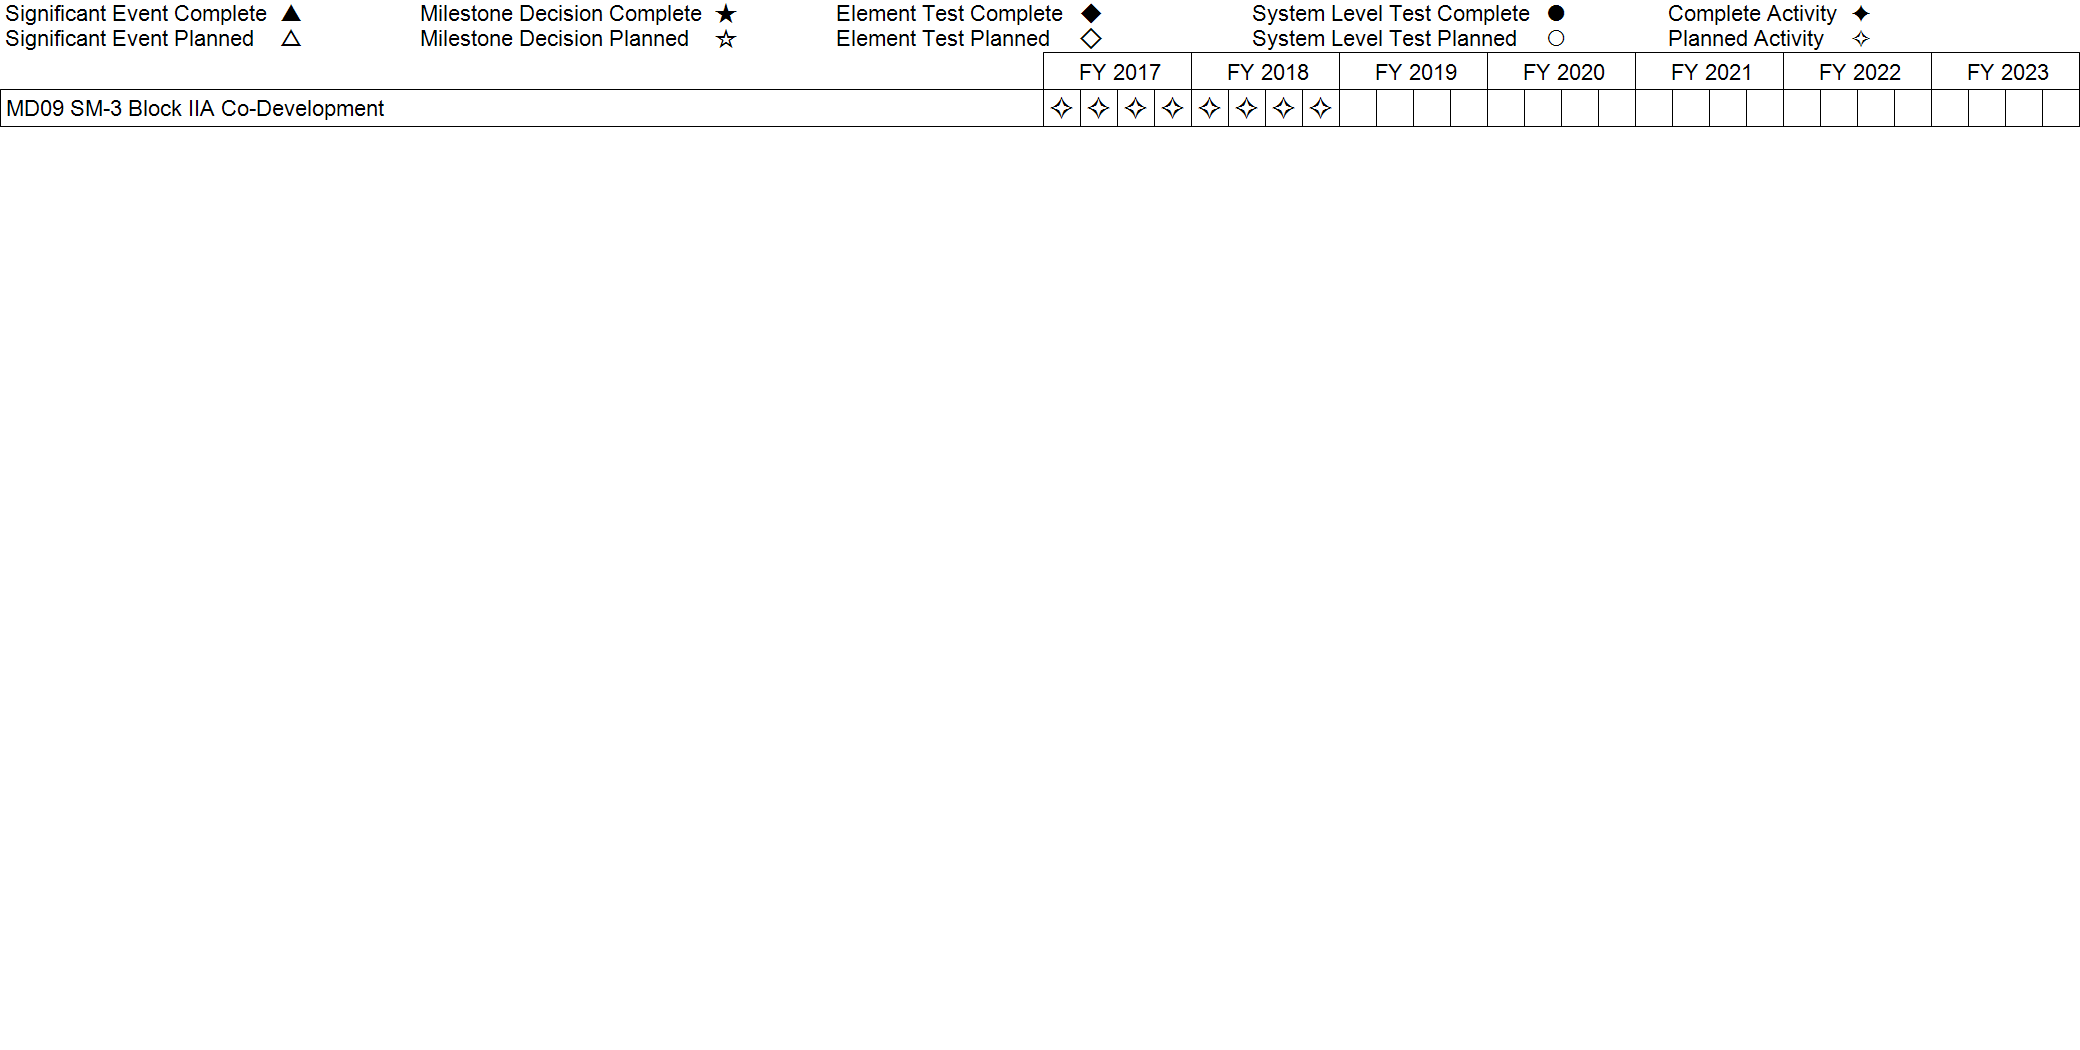 Significant Event Complete ▲ Milestone Decision Complete ★ Element Test Complete ◆ System Level Test Complete ● Complete Activity ✦
Significant Event Planned △ Milestone Decision Planned ☆ Element Test Planned ◇ System Level Test Planned ○ Planned Activity ✧
FY 2017 FY 2018 FY 2019 FY 2020 FY 2021 FY 2022 FY 2023
MD09 SM-3 Block IIA Co-Development ✧ ✧ ✧ ✧ ✧ ✧ ✧ ✧